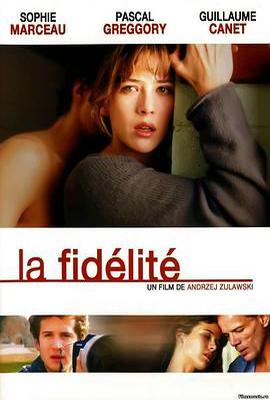 SOPHIE PASCAL GUILLAUME
MARCEAU GREGGORY CANET
la fidélité
UN FILM DE ANDRZEJ ZULAWSKI